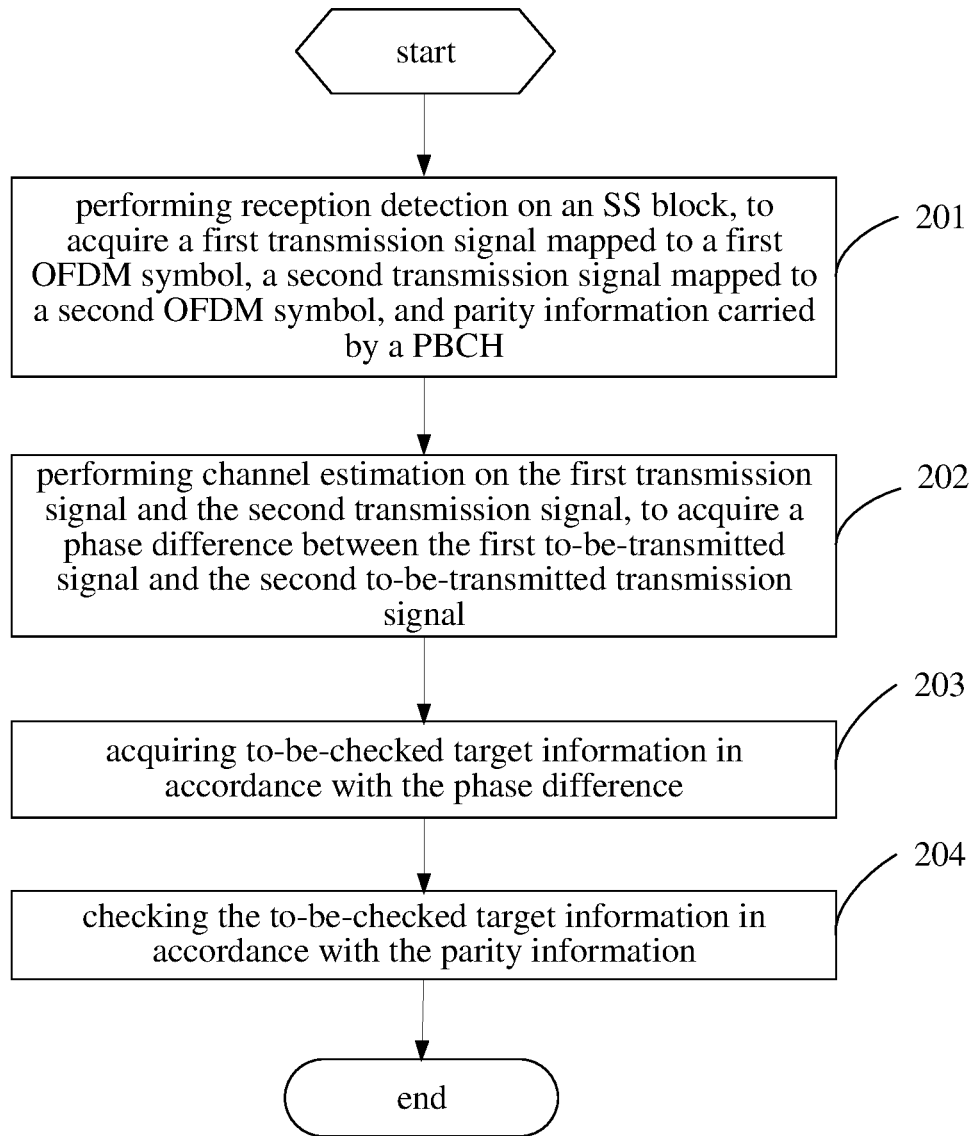 start
performing reception detection on an SS block, to
acquire a first transmission signal mapped to a first
OFDM symbol, a second transmission signal mapped to
a second OFDM symbol, and parity information carried
by a PBCH
201
performing channel estimation on the first transmission
signal and the second transmission signal, to acquire a
phase difference between the first to-be-transmitted
signal and the second to-be-transmitted transmission
signal
202
acquiring to-be-checked target information in
accordance with the phase difference
203
checking the to-be-checked target information in
accordance with the parity information
204
end